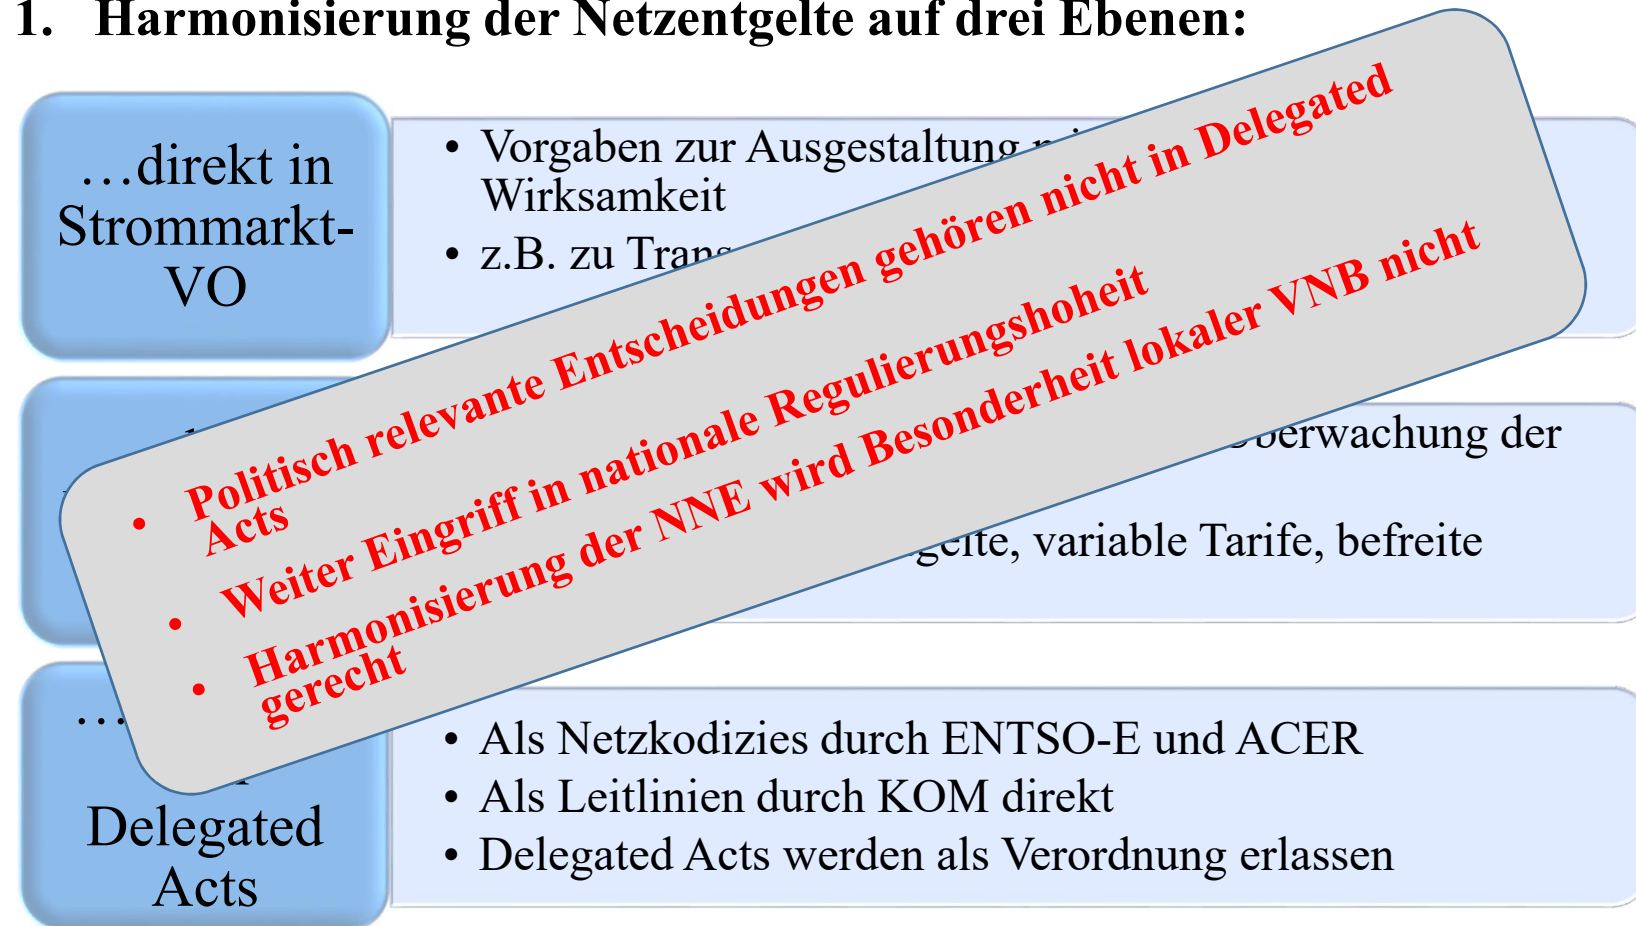 1. Harmonisierung der Netzentgelte auf drei Ebenen:
…direkt in
Strommarkt-
VO
• Vorgaben zur Ausgestaltung
Wirksamkeit
• z.B. zu
der
variable Tarife, befreite
Delegated
Acts
• Als Netzkodizies durch ENTSO-E und ACER
• Als Leitlinien durch KOM direkt
• Delegated Acts werden als Verordnung erlassen
• Politisch relevante Entscheidungen gehören nicht in Delegated
Acts
• Weiter Eingriff in nationale Regulierungshoheit
• Harmonisierung der NNE wird Besonderheit lokaler VNB nicht
gerecht